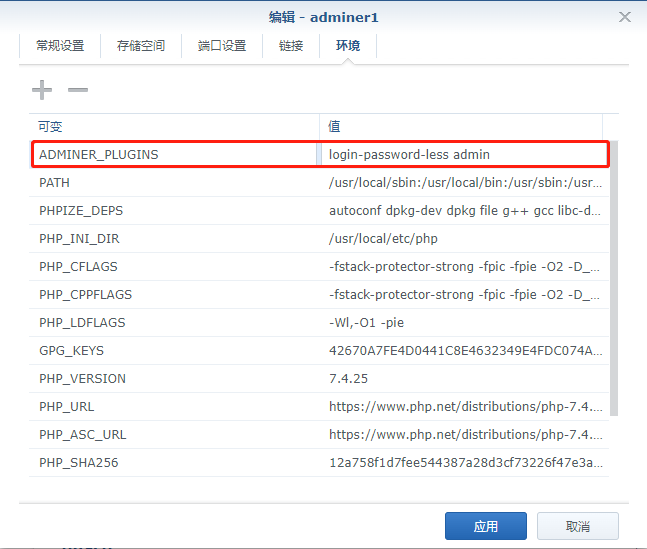 编辑 - adminer1
常规设置 存储空间 端口设置 链接 环境
可变 值
ADMINER_PLUGINS login-password-less admin
PATH /usr/local/sbin:/usr/local/bin:/usr/sbin:/usr...
PHPIZE_DEPS autoconf dpkg-dev dpkg file g++ gcc libc-d...
PHP_INI_DIR /usr/local/etc/php
PHP_CFLAGS -fstack-protector-strong -fpic -fpie -O2 -D_...
PHP_CPPFLAGS -fstack-protector-strong -fpic -fpie -O2 -D_...
PHP_LDFLAGS -Wl,-O1 -pie
GPG_KEYS 42670A7FE4D0441C8E4632349E4FDC074A...
PHP_VERSION 7.4.25
PHP_URL https://www.php.net/distributions/php-7.4....
PHP_ASC_URL https://www.php.net/distributions/php-7.4....
PHP_SHA256 12a758f1d7fee544387a28d3cf73226f47e3a...
应用 取消